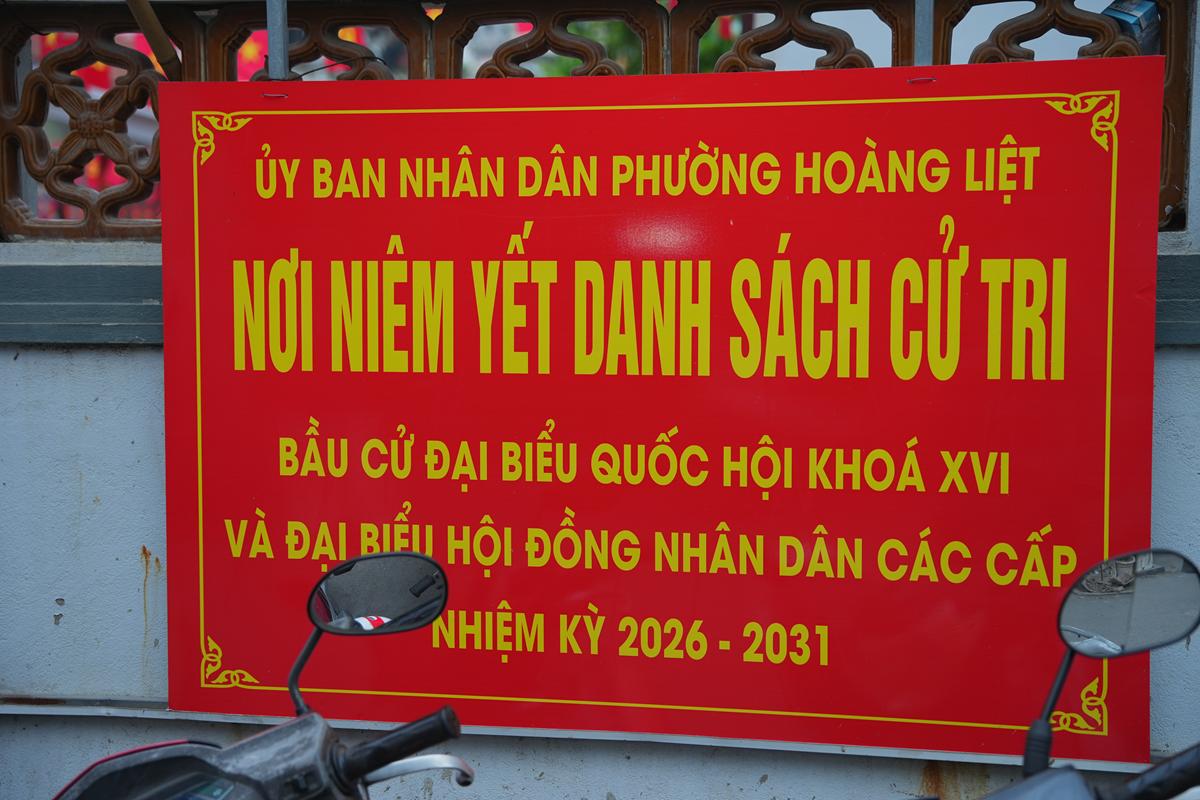 ỦY BAN NHÂN DÂN PHƯỜNG HOÀNG LIỆT
NƠI NIÊM YẾT DANH SÁCH CỬ TRI
BẦU CỬ ĐẠI BIỂU QUỐC HỘI KHOÁ XVI
VÀ ĐẠI BIỂU HỘI ĐỒNG NHÂN DÂN CÁC CẤP
NHIỆM KỲ 2026 - 2031